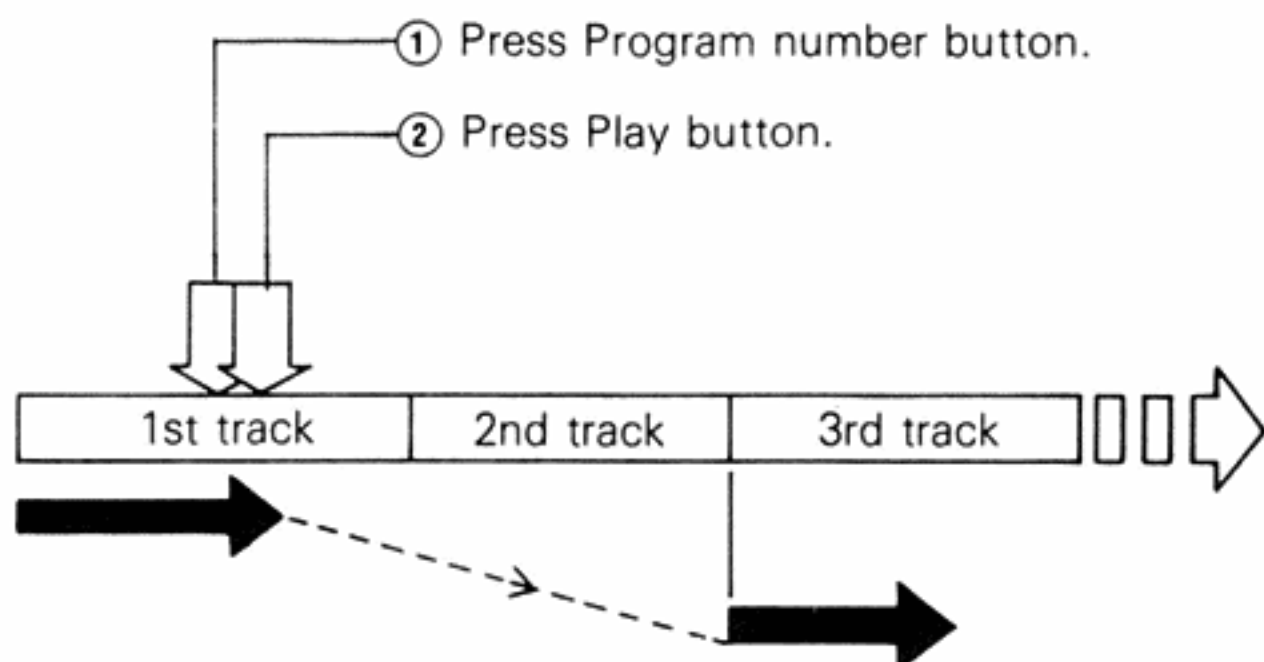 ① Press Program number button.
② Press Play button.
1st track 2nd track 3rd track